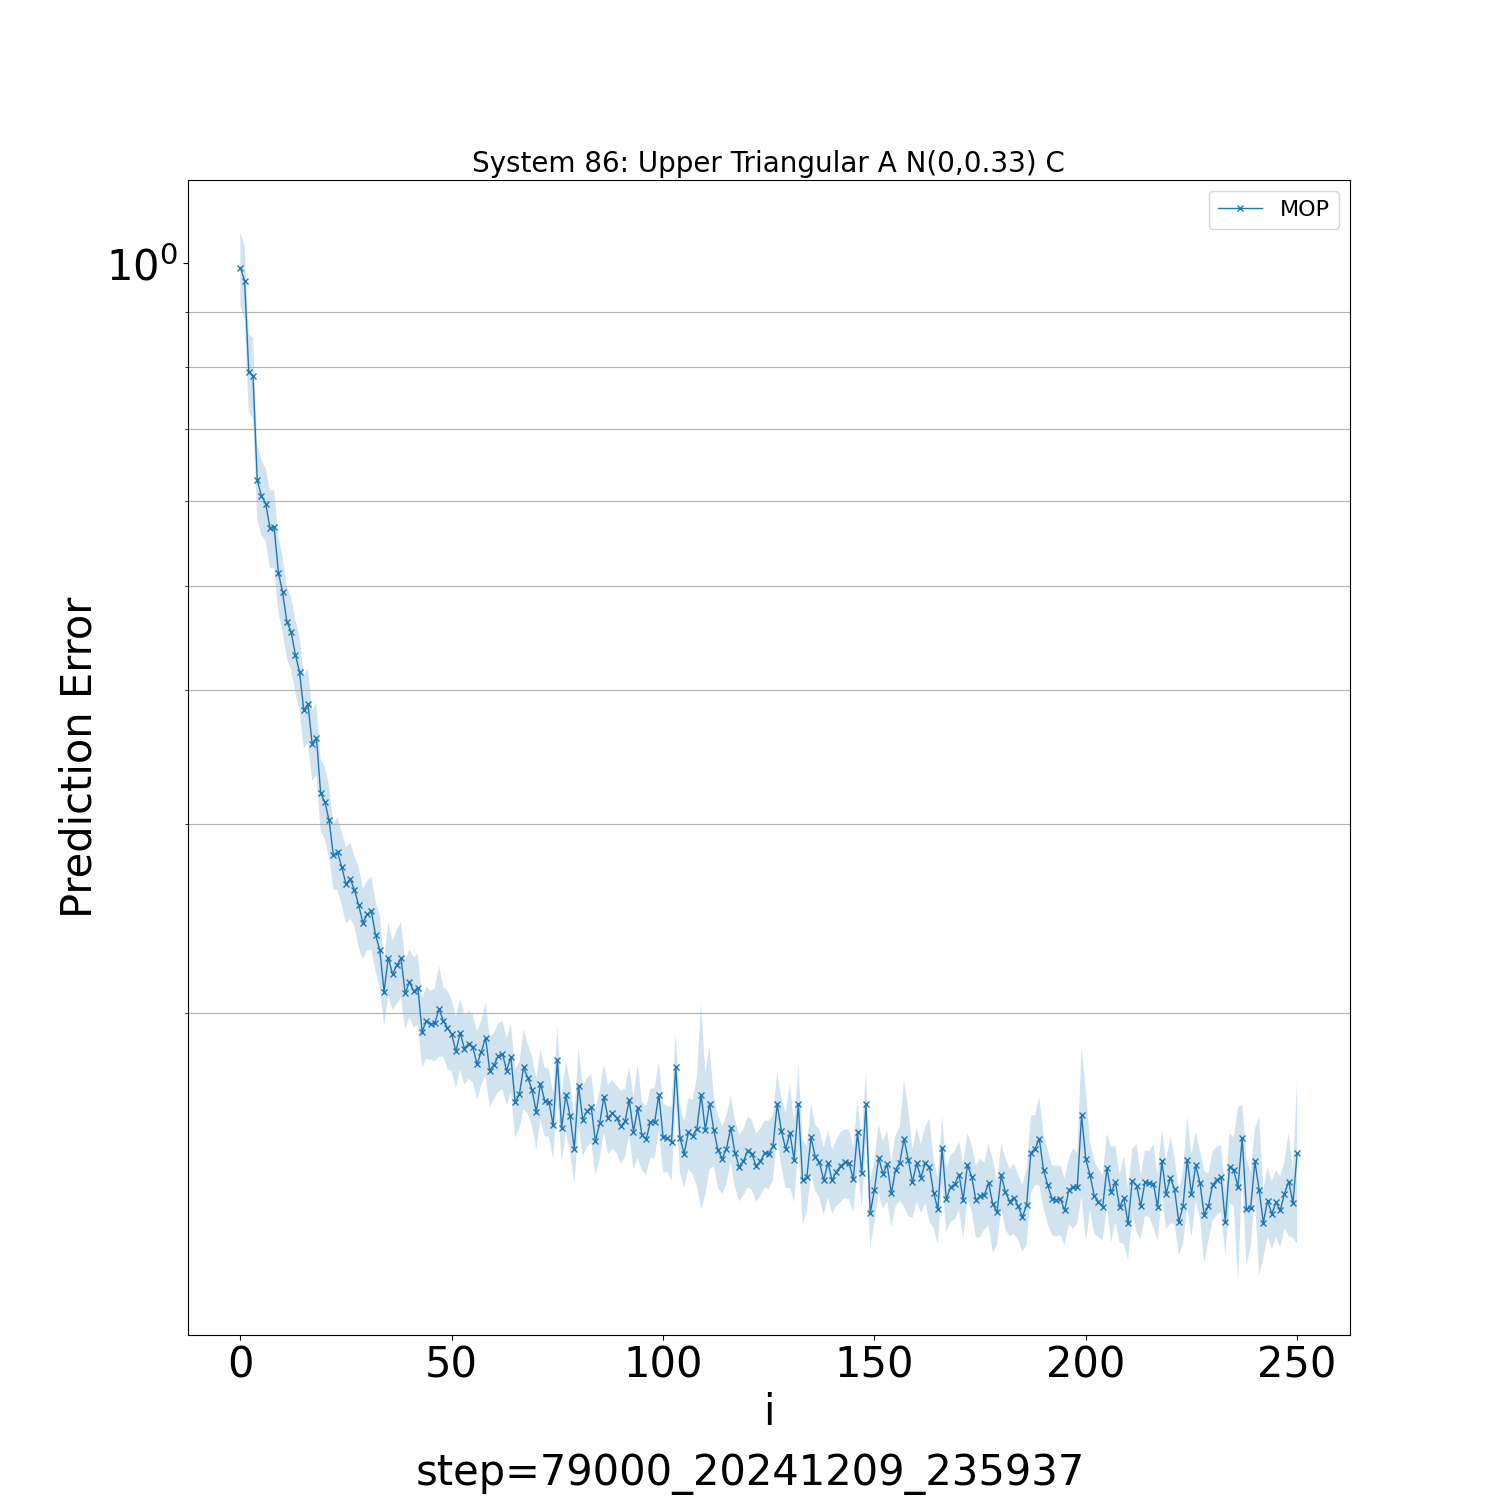 System 86: Upper Triangular A N(0,0.33) C
MOP
10⁰
Prediction Error
0 50 100 150 200 250
i
step=79000_20241209_235937